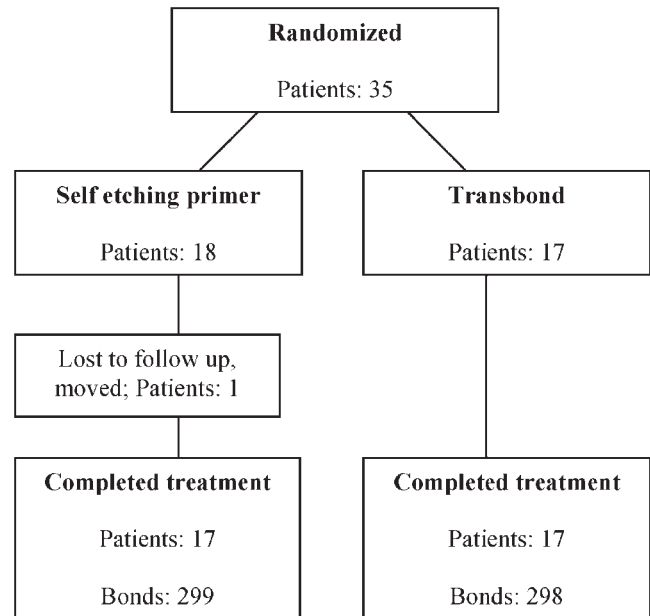 Randomized
Patients: 35
Self etching primer
Patients: 18
Transbond
Patients: 17
Lost to follow up,
moved; Patients: 1
Completed treatment
Patients: 17
Bonds: 299
Completed treatment
Patients: 17
Bonds: 298